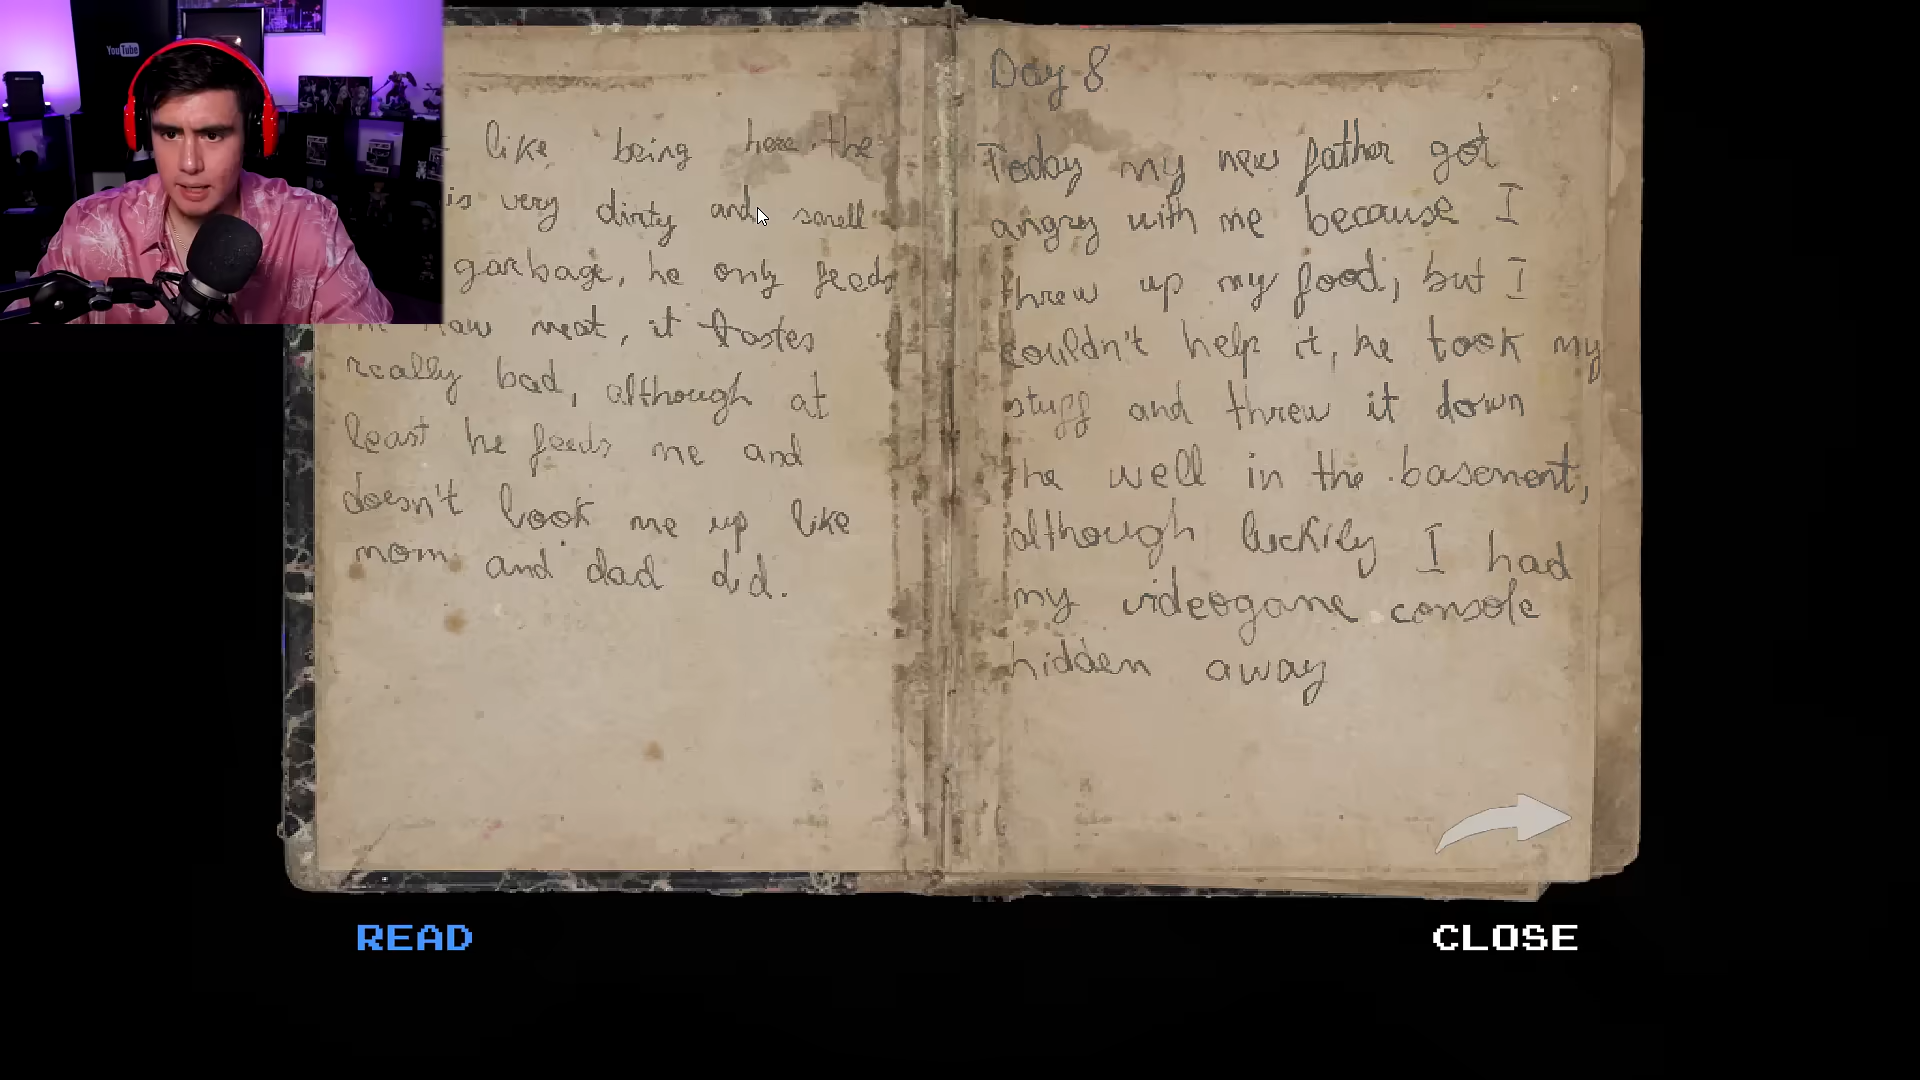 YouTube
like being here the
is very dirty and smell
garbage, he only feeds
raw meat, it tastes
really bad, although at
least he feeds me and
doesn't lock me up like
mom and dad did.
Day 8
Today my new father got
angry with me because I
threw up my food, but I
couldn't help it, he took my
stuff and threw it down
the well in the basement,
although luckily I had
my videogame console
hidden away
READ
CLOSE